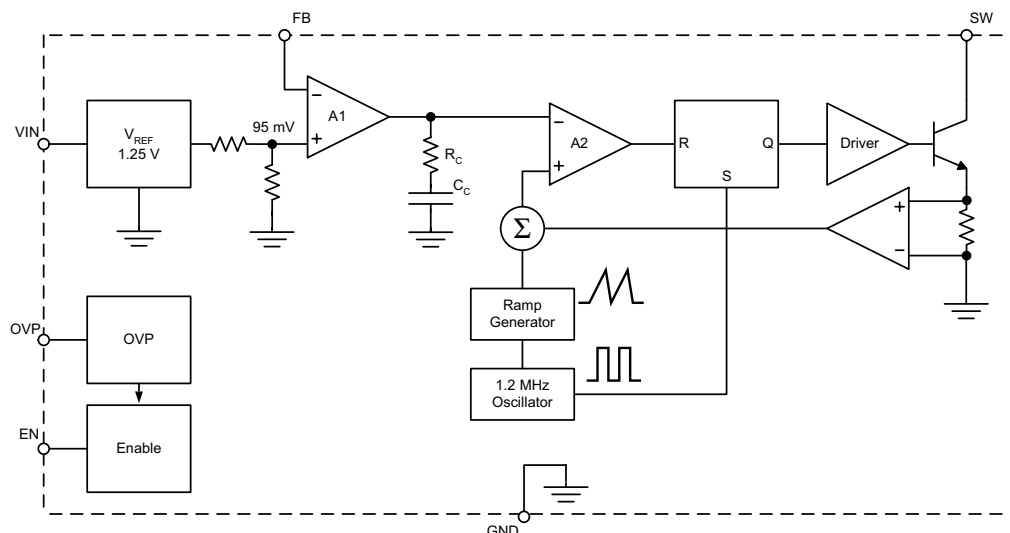 FB
SW
VIN
V_REF
1.25 V
95 mV
A1
R_C
C_C
A2
R
Q
S
Driver
Σ
Ramp
Generator
1.2 MHz
Oscillator
OVP
OVP
EN
Enable
GND
− 
+
−
+
+
−